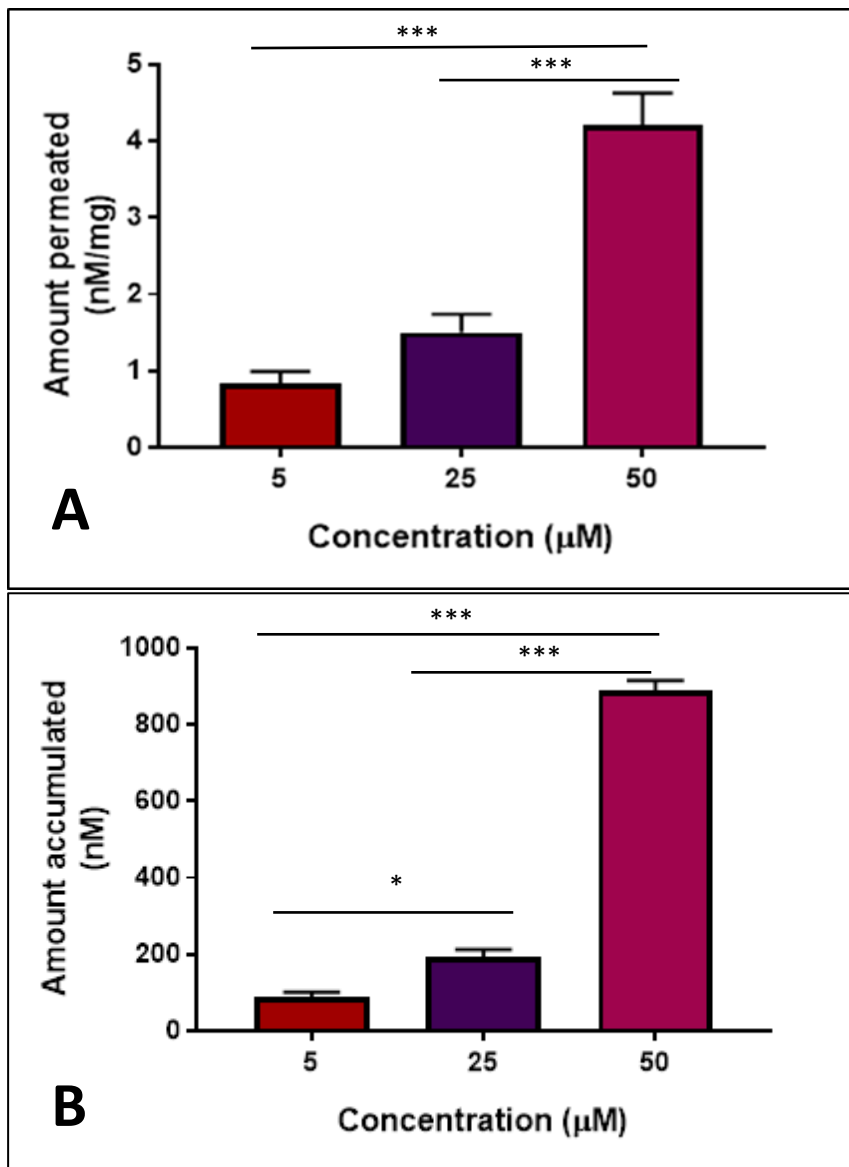 ***
***
5
4
3
2
1
0
Amount permeated
(nM/mg)
5 25 50
A
Concentration (μM)
***
1000
***
800
600
400
*
200
0
Amount accumulated
(nM)
5 25 50
B
Concentration (μM)